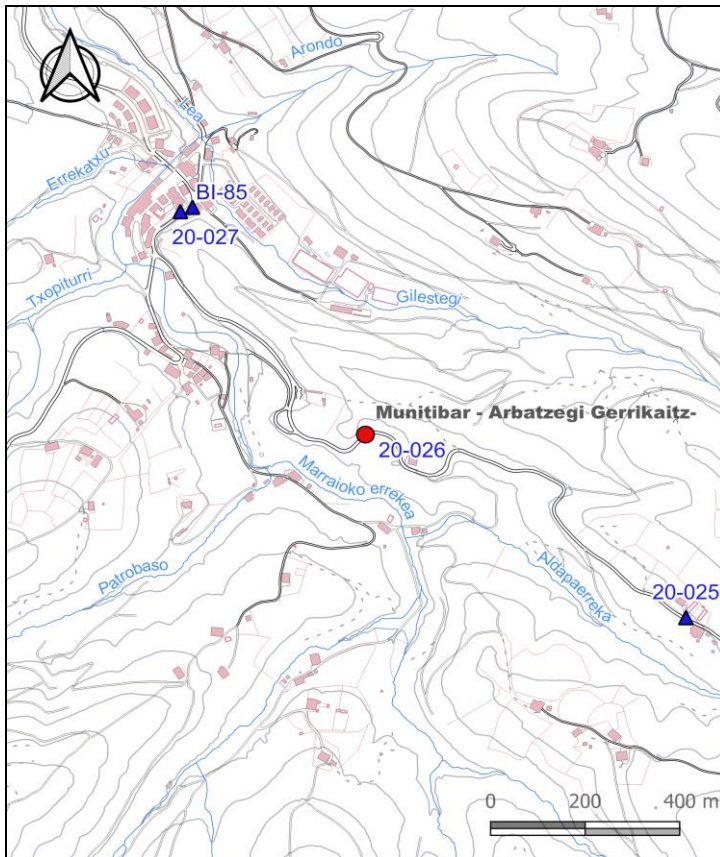 Arondo
Lea
Errekatxu
BI-85
20-027
Txopiturri
Gilestegi
Munitibar - Arbatzegi Gerrikaitz-
20-026
Marraioko errekea
Patrobaso
Aldapaerreka
20-025
0 200 400 m